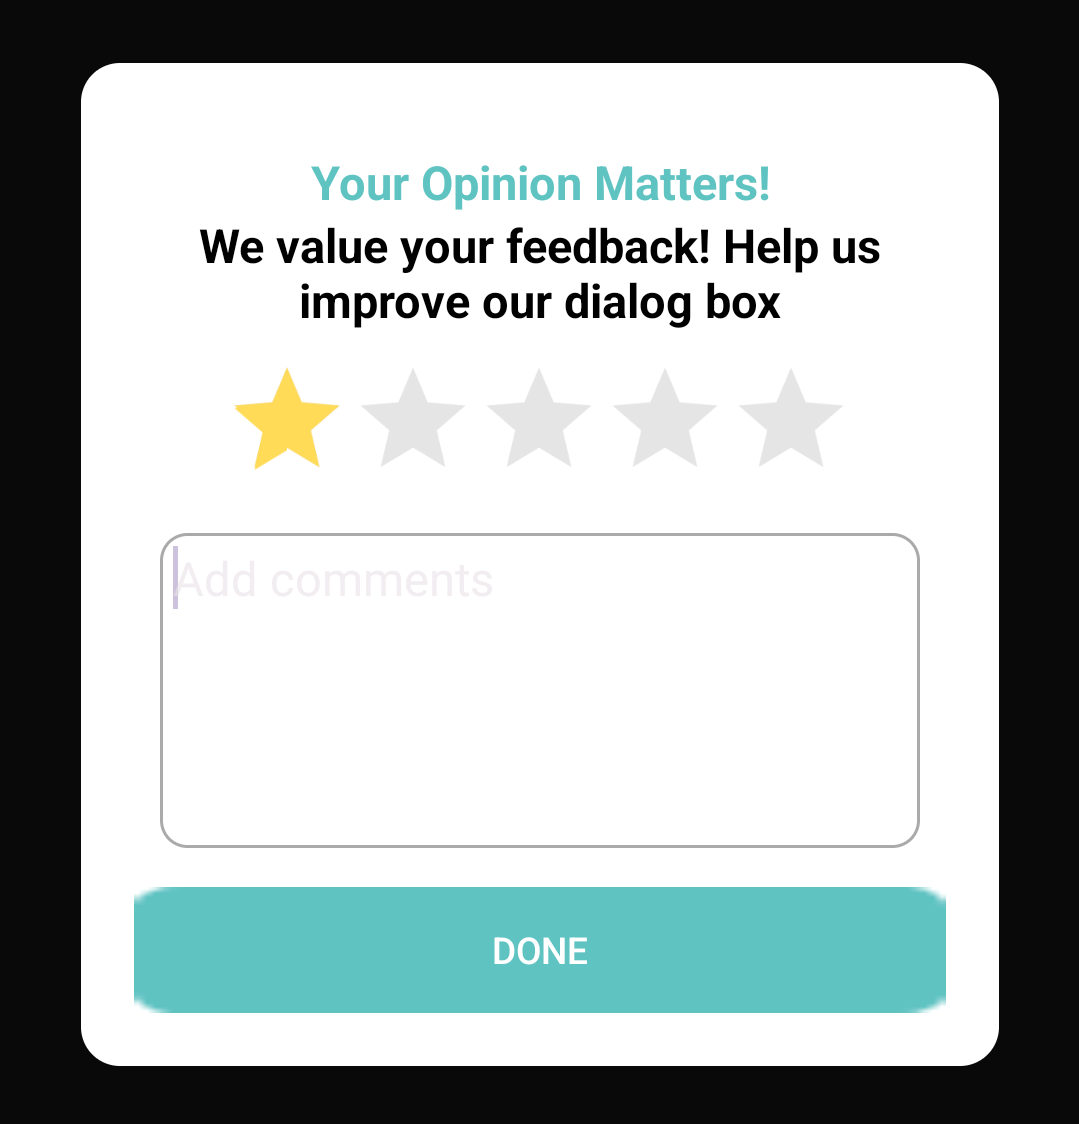 Your Opinion Matters!
We value your feedback! Help us
improve our dialog box
Add comments
DONE